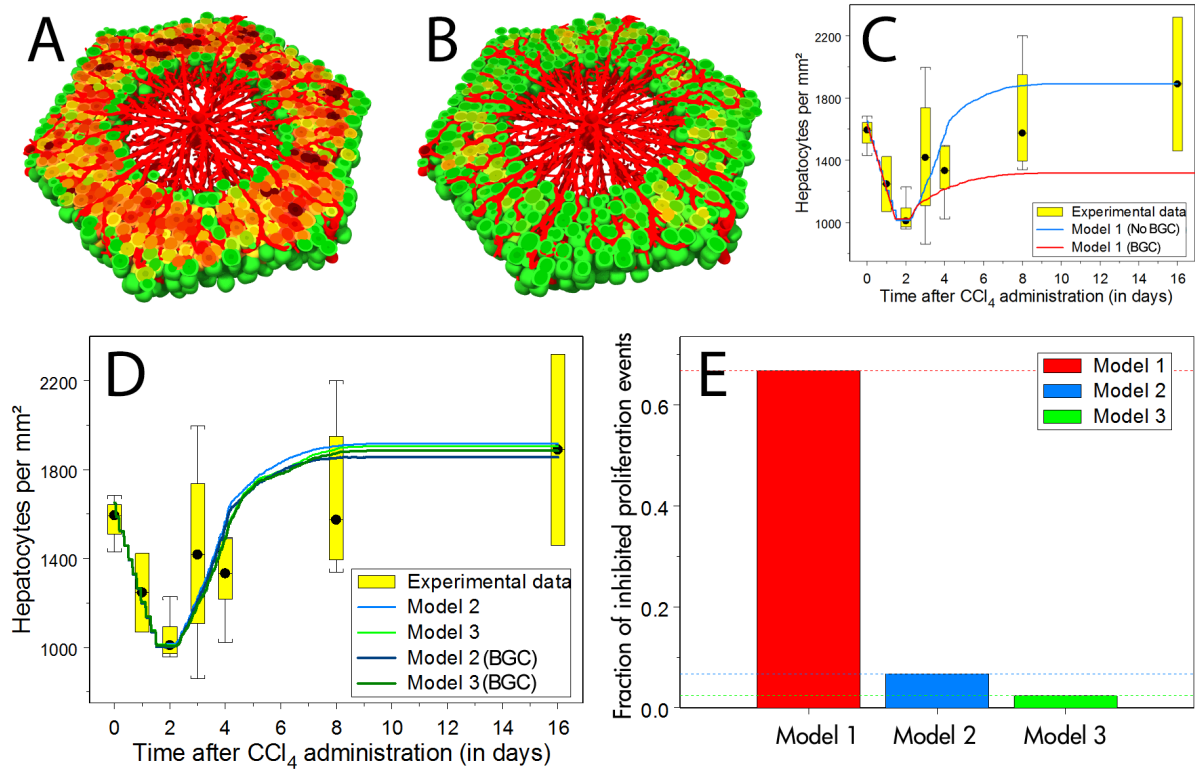 A
B
C
Hepatocytes per mm²
2200
1800
1400
1000
Experimental data
Model 1 (No BGC)
Model 1 (BGC)
0 2 4 6 8 10 12 14 16
Time after CCl4 administration (in days)
D
Hepatocytes per mm²
2200
1800
1400
1000
Experimental data
Model 2
Model 3
Model 2 (BGC)
Model 3 (BGC)
0 2 4 6 8 10 12 14 16
Time after CCl4 administration (in days)
E
Fraction of inhibited proliferation events
0.6
0.4
0.2
0.0
Model 1
Model 2
Model 3
Model 1 Model 2 Model 3